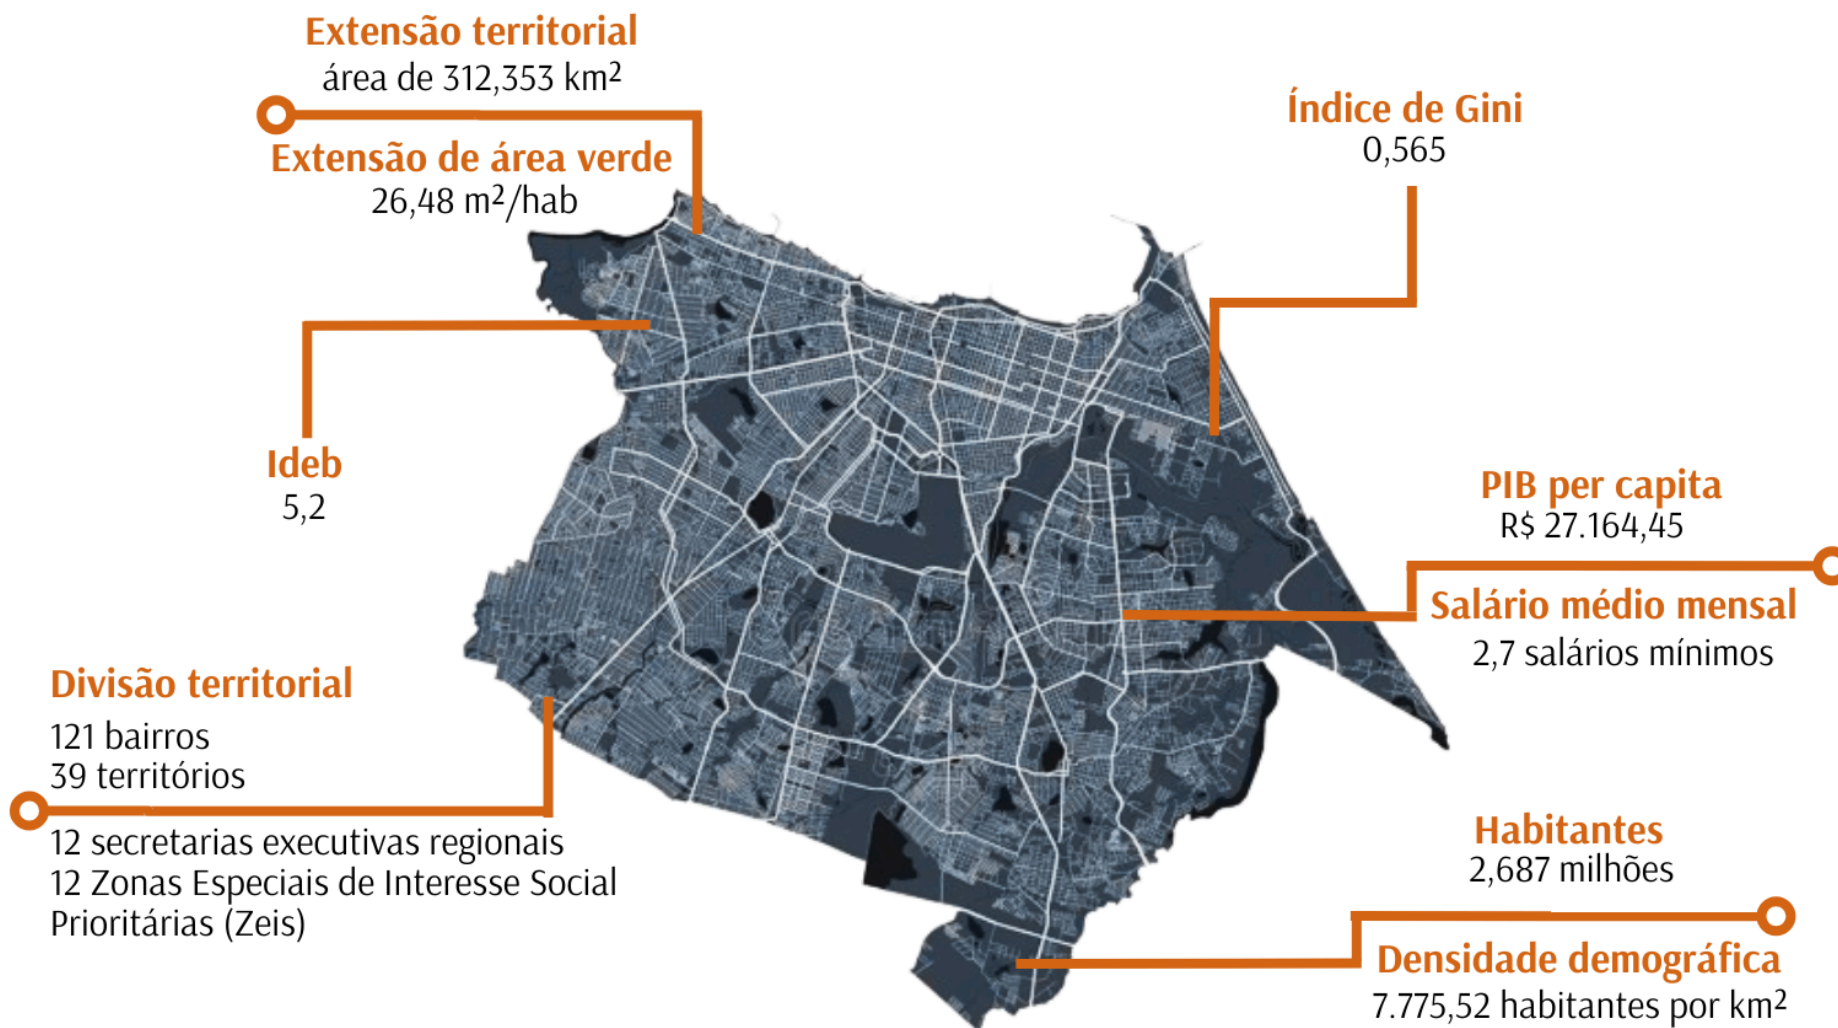 Extensão territorial
área de 312,353 km²
Extensão de área verde
26,48 m²/hab
Índice de Gini
0,565
Ideb
5,2
PIB per capita
R$ 27.164,45
Salário médio mensal
2,7 salários mínimos
Divisão territorial
121 bairros
39 territórios
12 secretarias executivas regionais
12 Zonas Especiais de Interesse Social
Prioritárias (Zeis)
Habitantes
2,687 milhões
Densidade demográfica
7.775,52 habitantes por km²